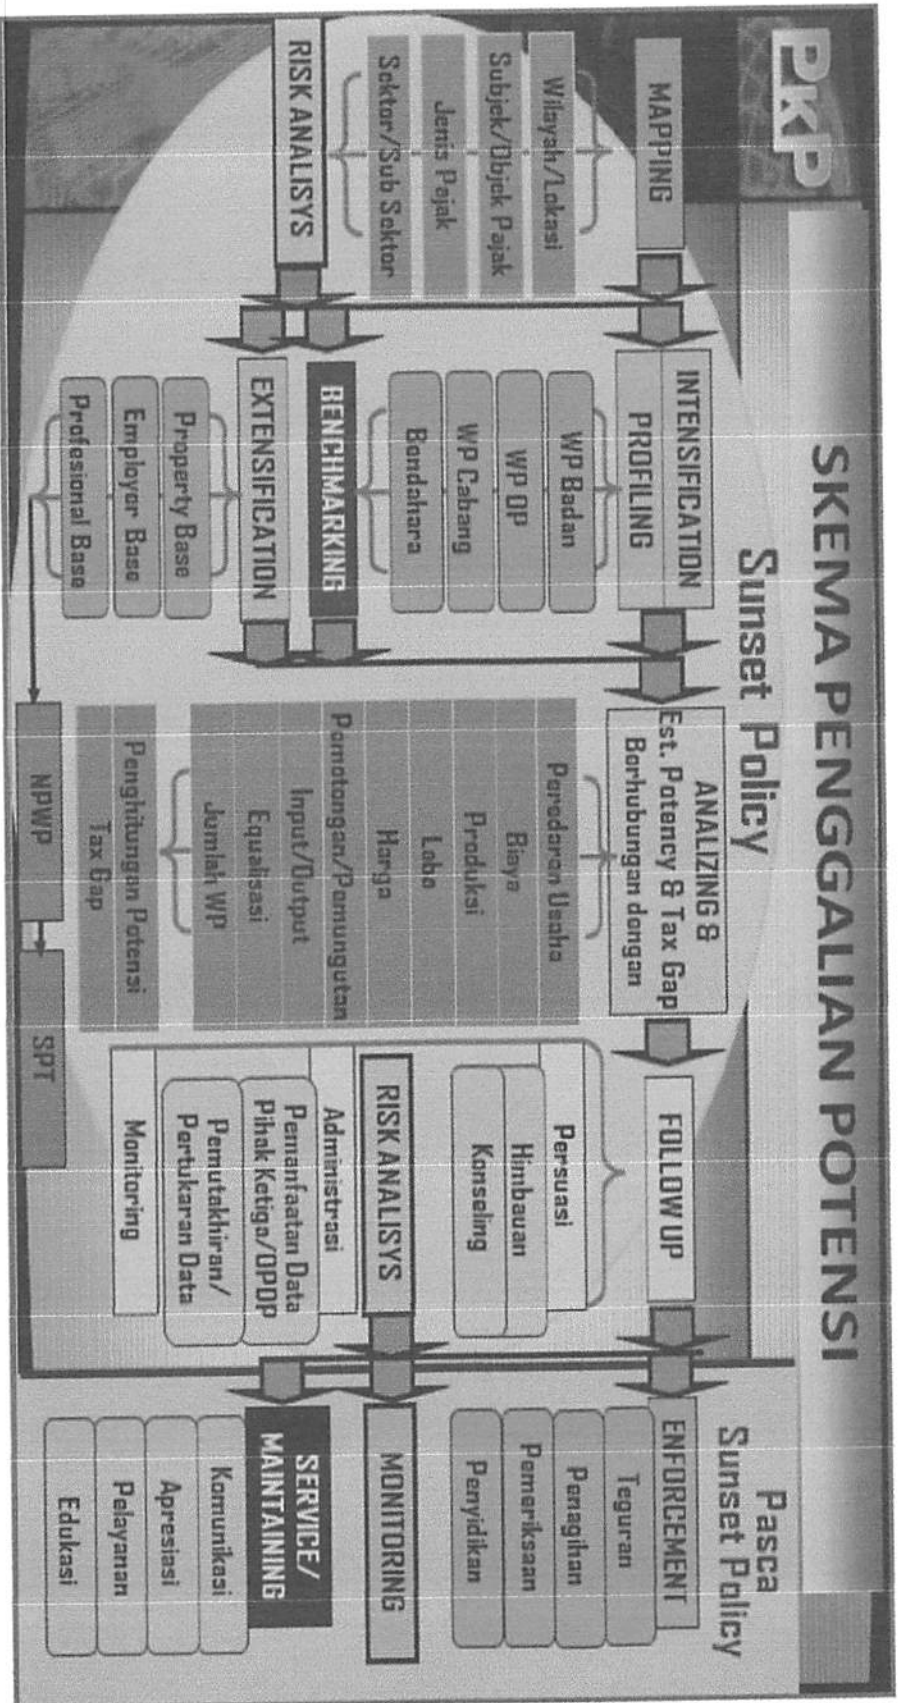 PKP
SKEMA PENGGALIAN POTENSI
Sunset Policy
Pasca
Sunset Policy
MAPPING
Wilayah/Lokasi
Subjek/Objek Pajak
Jenis Pajak
Sektor/Sub Sektor
RISK ANALISYS
INTENSIFICATION
PROFILING
WP Badan
WP OP
WP Cabang
Bendahara
BENCHMARKING
EXTENSIFICATION
Property Base
Employer Base
Profesional Base
ANALIZING &
Est. Potency & Tax Gap
Berhubungan dengan
Peredaran Usaha
Biaya
Produksi
Laba
Harga
Pemotongan/Pemungutan
Input/Output
Equalisasi
Jumlah WP
Penghitungan Potensi
Tax Gap
NPWP
SPT
FOLLOW UP
Persuasi
Himbauan
Konseling
RISK ANALISYS
Administrasi
Pemanfaatan Data
Pihak Ketiga/OPDP
Pemutakhiran/
Pertukaran Data
Monitoring
ENFORCEMENT
Teguran
Penagihan
Pemeriksaan
Penyidikan
MONITORING
SERVICE/
MAINTAINING
Komunikasi
Apresiasi
Pelayanan
Edukasi